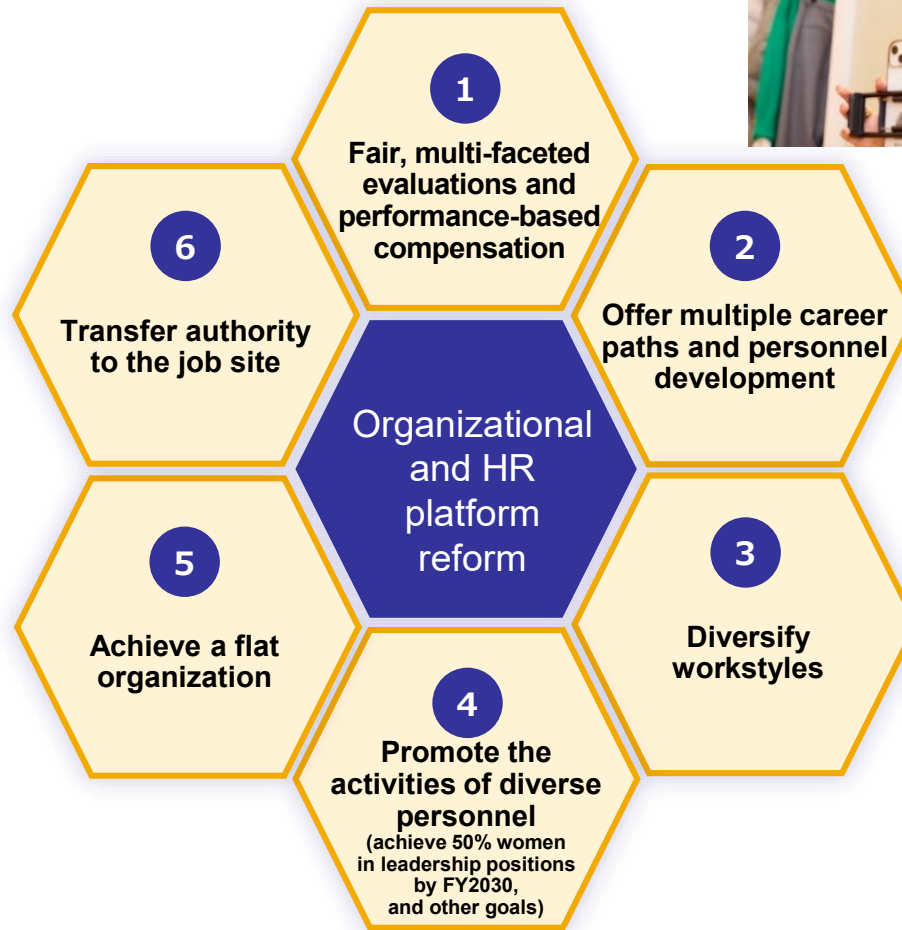 1
Fair, multi-faceted
evaluations and
performance-based
compensation
2
Offer multiple career
paths and personnel
development
3
Diversify
workstyles
4
Promote the
activities of diverse
personnel
(achieve 50% women
in leadership positions
by FY2030,
and other goals)
5
Achieve a flat
organization
6
Transfer authority
to the job site
Organizational
and HR
platform
reform